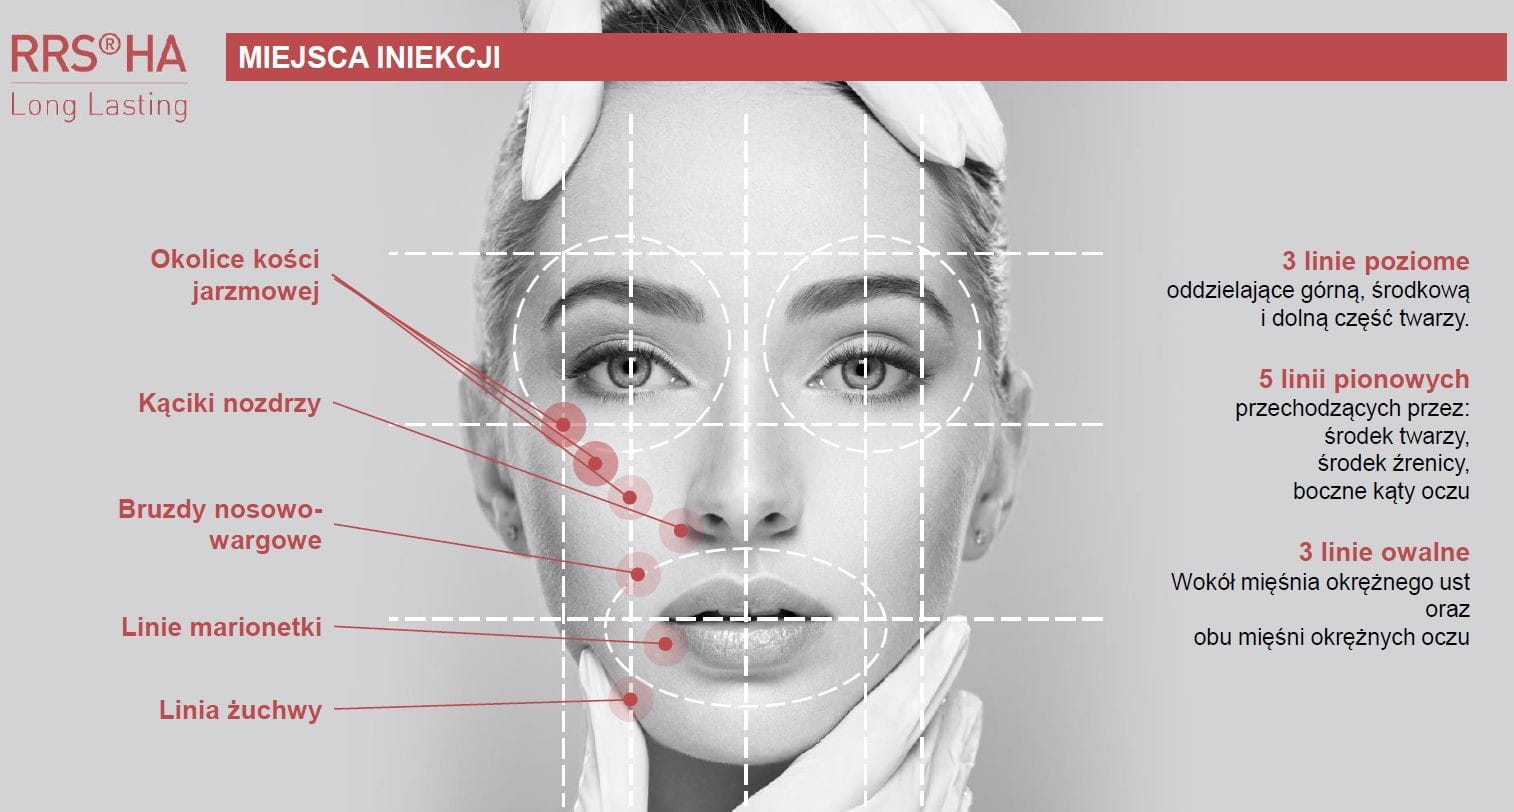 RRS®HA
Long Lasting
MIEJSCA INIEKCJI
Okolice kości
jarzmowej
Kąciki nozdrzy
Bruzdy nosowo-
wargowe
Linie marionetki
Linia żuchwy
3 linie poziome
oddzielające górną, środkową
i dolną część twarzy.
5 linii pionowych
przechodzących przez:
środek twarzy,
środek źrenicy,
boczne kąty oczu
3 linie owalne
Wokół mięśnia okrężnego ust
oraz
obu mięśni okrężnych oczu